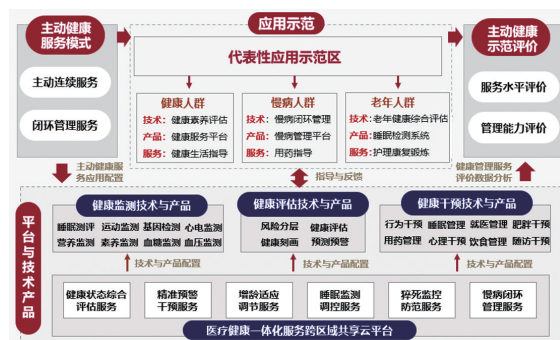 主动健康
服务模式
主动连续服务
闭环管理服务
应用示范
代表性应用示范区
健康人群
技术：健康素养评估
产品：健康服务平台
服务：健康生活指导
慢病人群
技术：慢病闭环管理
产品：慢病管理平台
服务：用药指导
老年人群
技术：老年健康综合评估
产品：睡眠检测系统
服务：护理康复锻炼
主动健康
示范评价
服务水平评价
管理能力评价
主动健康服
务应用配置
指导与反馈
健康管理服务
评价数据分析
平台与技术产品
健康监测技术与产品
睡眠测评 运动监测 基因检测 心电监测
营养监测 素养监测 血糖监测 血压监测
健康评估技术与产品
风险分层 健康评估
健康刻画 预测预警
健康干预技术与产品
行为干预 睡眠管理 就医管理 肥胖干预
用药管理 心理干预 饮食管理 随访干预
技术与产品配置
技术与产品配置
技术与产品配置
健康状态综合
评估服务
精准预警
干预服务
增龄适应
调节服务
睡眠监测
调控服务
猝死监控
防范服务
慢病闭环
管理服务
医疗健康一体化服务跨区域共享云平台